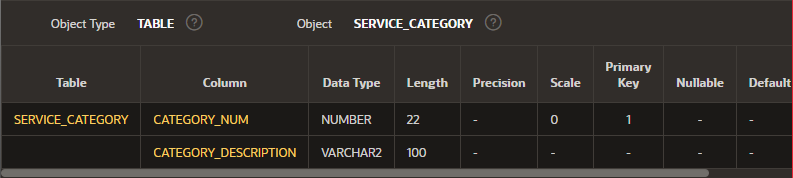 Object Type TABLE ? Object SERVICE_CATEGORY ?
Table Column Data Type Length Precision Scale Primary Key Nullable Default
SERVICE_CATEGORY CATEGORY_NUM NUMBER 22 - 0 1 - -
CATEGORY_DESCRIPTION VARCHAR2 100 - - - - -